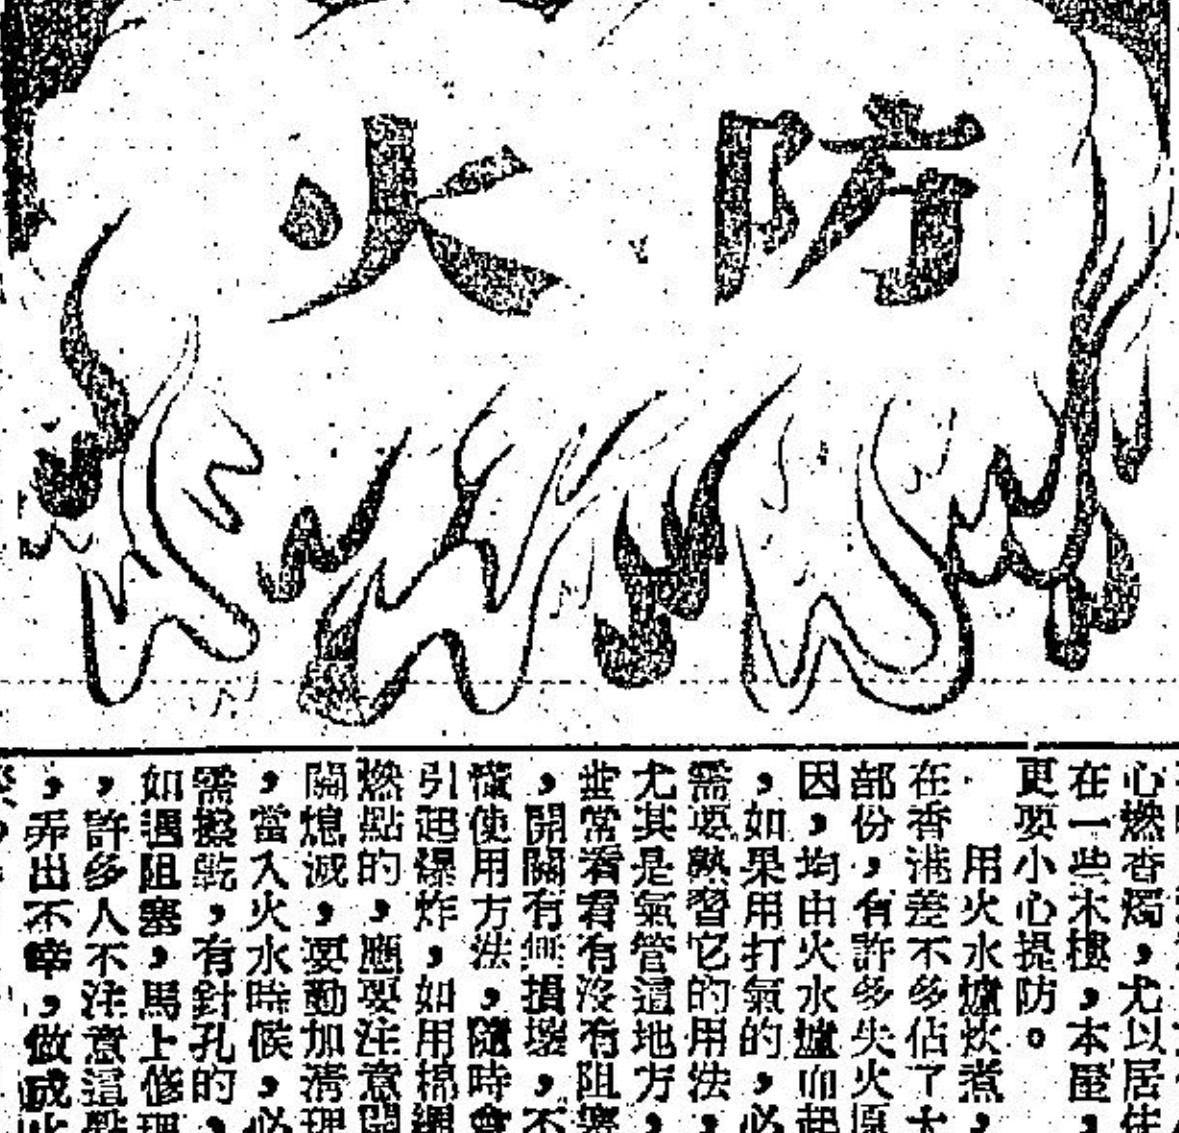 防火
心燃香燭，尤以居住
在一些木樓，本屋，
更要小心提防。
用火水爐炊煮，
在香港差不多佔了大
部份，有許多失火原
因，均由火水爐而起
，如果用打氣的，必
需要熟習它的用法，
尤其是氣管這地方，
常看看有沒有阻塞
，開關有無損壞，不
懂使用方法，隨時會
引起爆炸，如用棉繩
燃點的，應要注意開
關熄滅，要勤加清理
，當入火水時候，必
需擦乾，有針孔的，
如遇阻塞，馬上修理
，許多人不注意這點
，弄出不幸，做成此